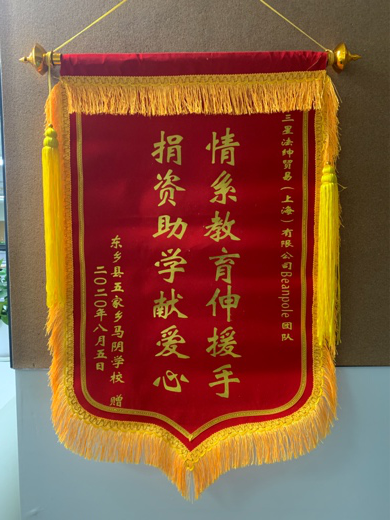 三星法纺贸易（上海）有限公司Beanpole团队
情系教育伸援手
捐资助学献爱心
东乡县五家乡马阴学校 赠
二〇二〇年八月五日